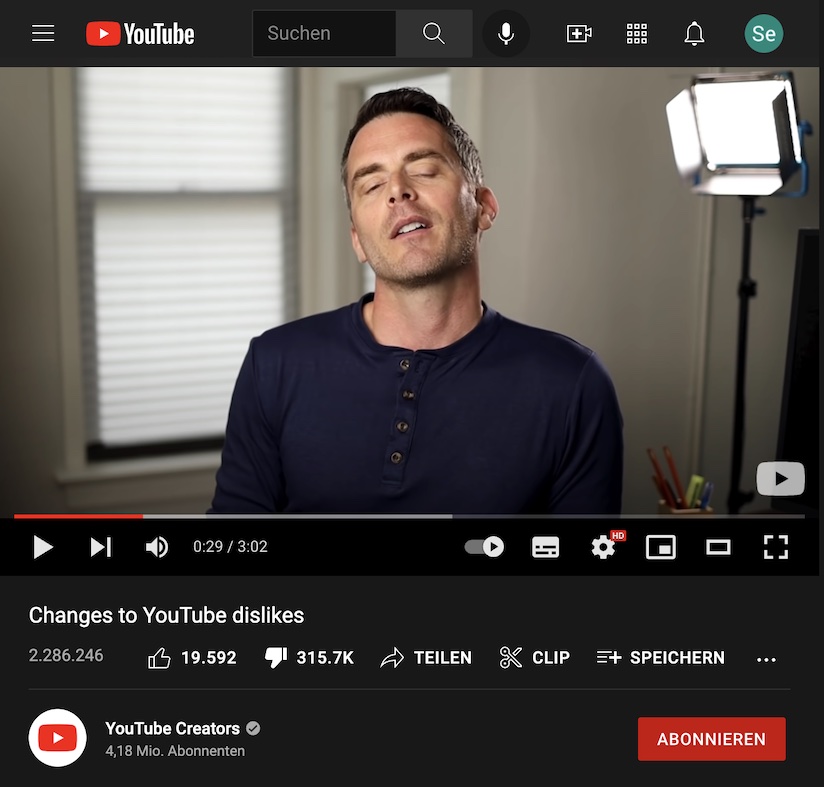 YouTube
Suchen
Se
0:29 / 3:02
HD
Changes to YouTube dislikes
2.286.246
19.592
315.7K
TEILEN
CLIP
SPEICHERN
YouTube Creators
4,18 Mio. Abonnenten
ABONNIEREN